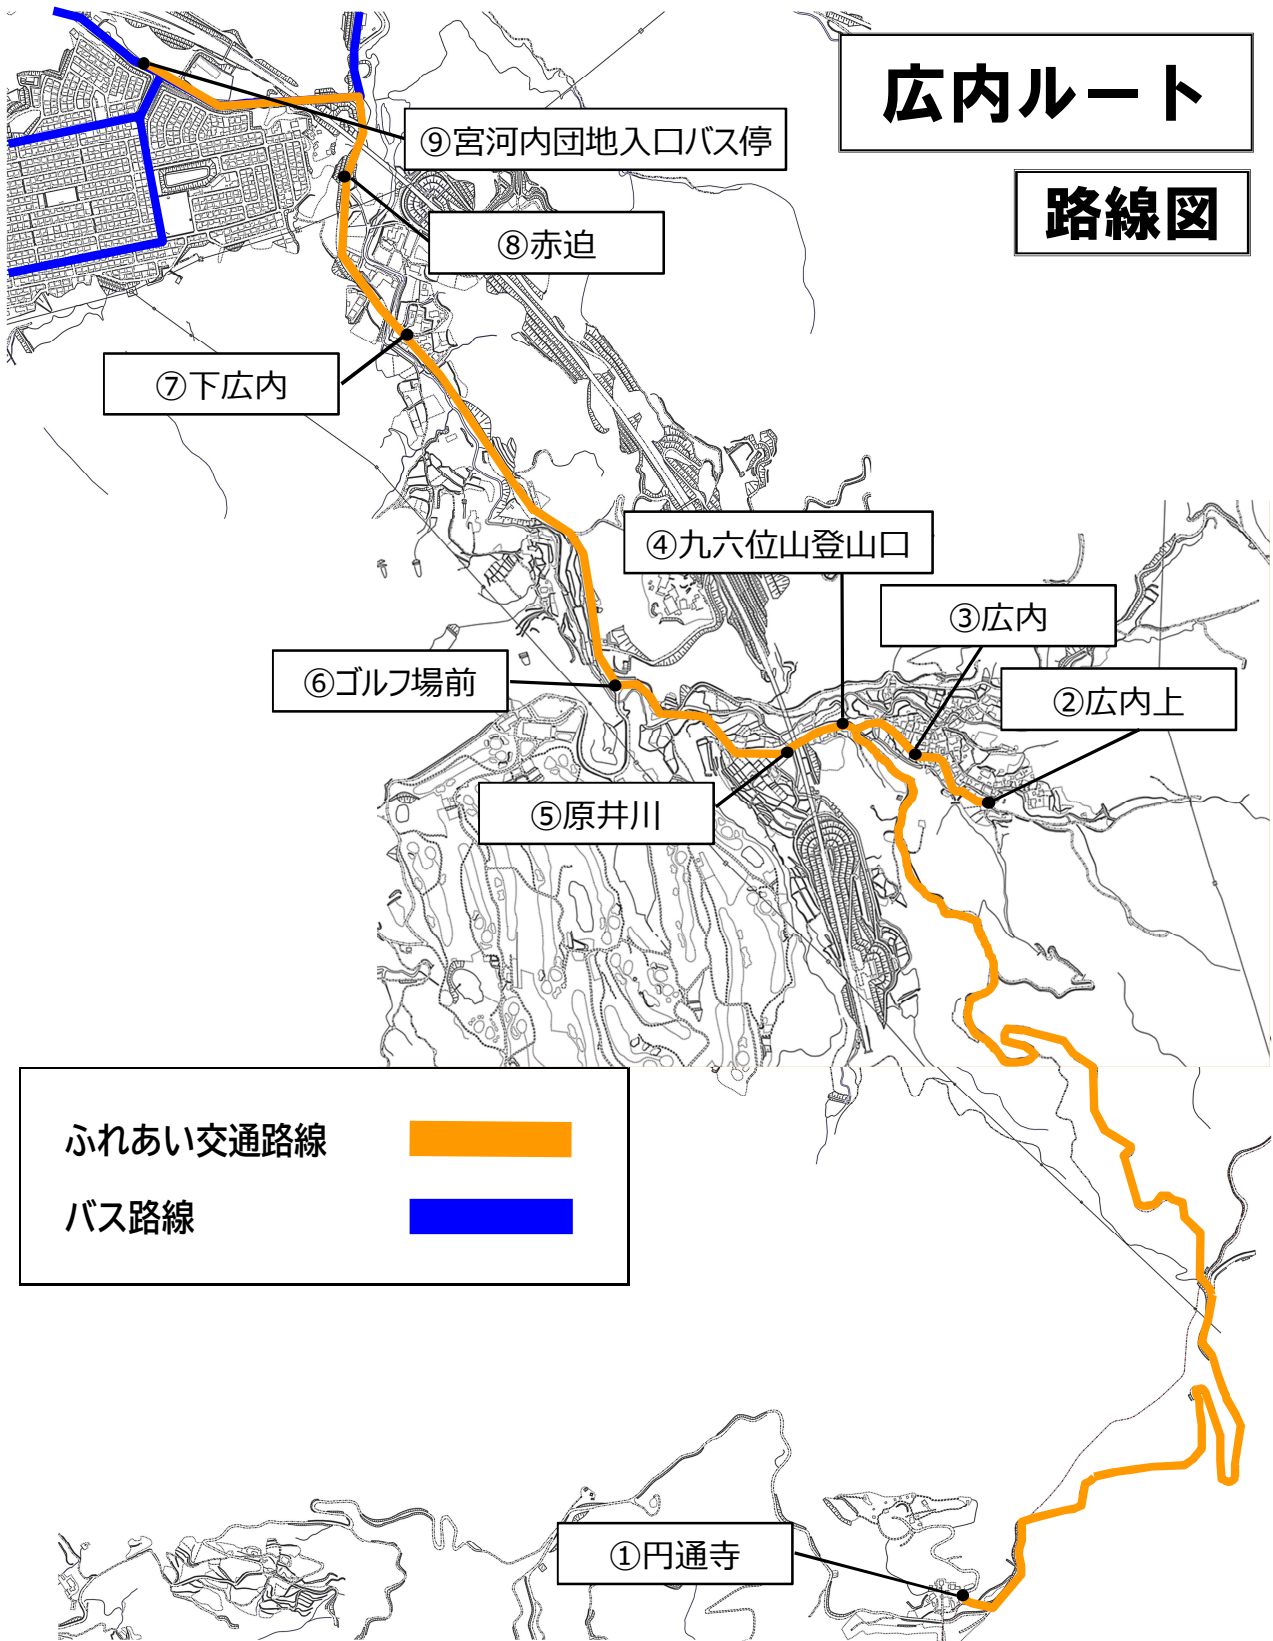 広内ルート
路線図
⑨宮河内団地入口バス停
⑧赤迫
⑦下広内
④九六位山登山口
③広内
②広内上
⑥ゴルフ場前
⑤原井川
ふれあい交通路線
バス路線
①円通寺